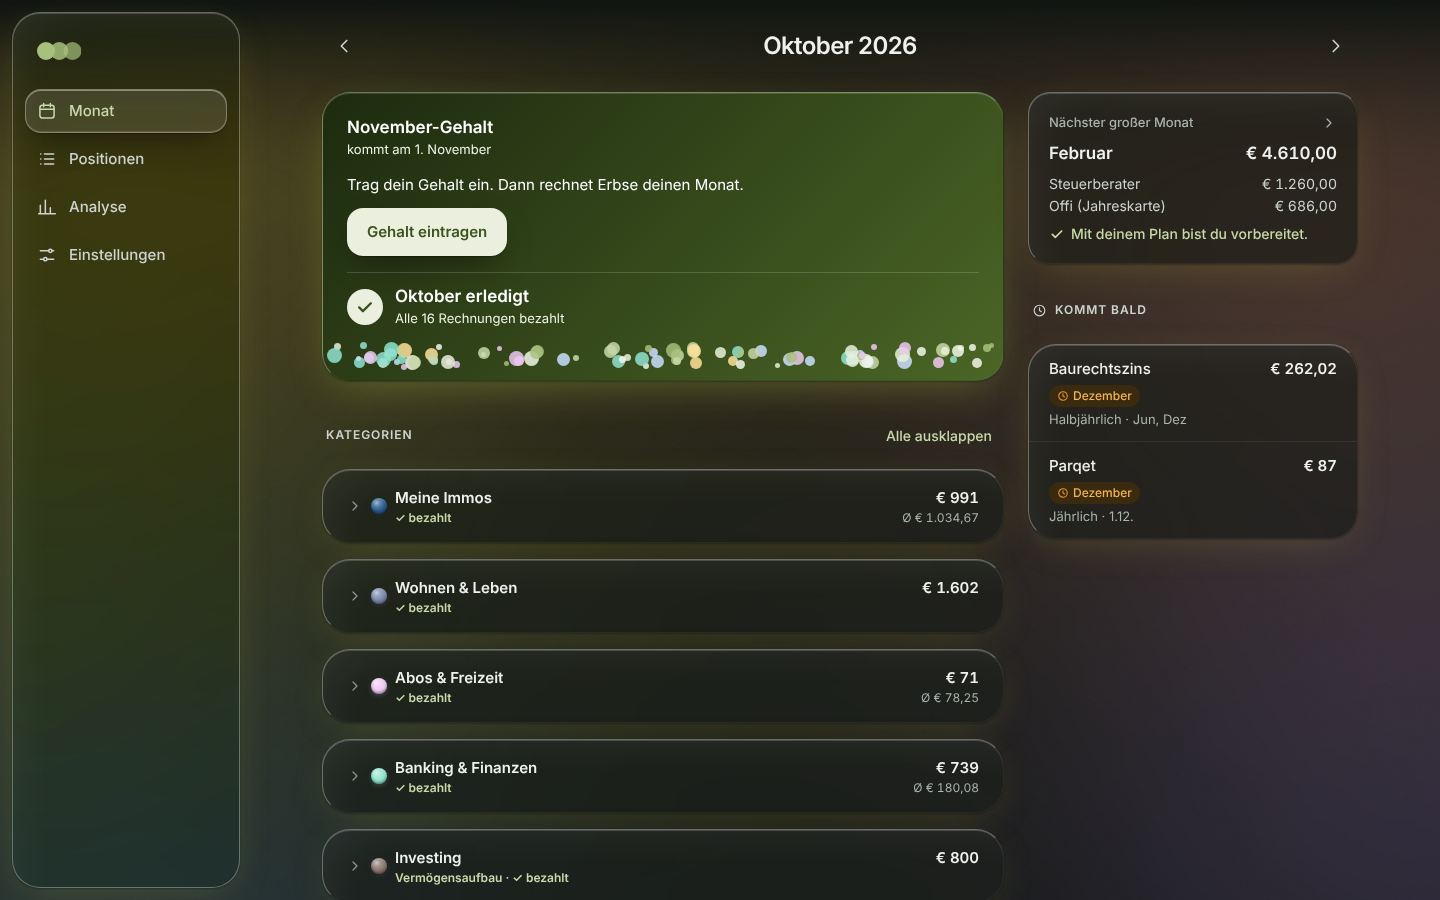 Monat
Positionen
Analyse
Einstellungen
Oktober 2026
November-Gehalt
kommt am 1. November
Trag dein Gehalt ein. Dann rechnet Erbse deinen Monat.
Gehalt eintragen
Oktober erledigt
Alle 16 Rechnungen bezahlt
KATEGORIEN
Alle ausklappen
Meine Immos € 991
✓ bezahlt Ø € 1.034,67
Wohnen & Leben € 1.602
✓ bezahlt
Abos & Freizeit € 71
✓ bezahlt Ø € 78,25
Banking & Finanzen € 739
✓ bezahlt Ø € 180,08
Investing € 800
Vermögensaufbau · ✓ bezahlt
Nächster großer Monat
Februar € 4.610,00
Steuerberater € 1.260,00
Offi (Jahreskarte) € 686,00
✓ Mit deinem Plan bist du vorbereitet.
KOMMT BALD
Baurechtszins € 262,02
Dezember
Halbjährlich · Jun, Dez
Parqet € 87
Dezember
Jährlich · 1.12.